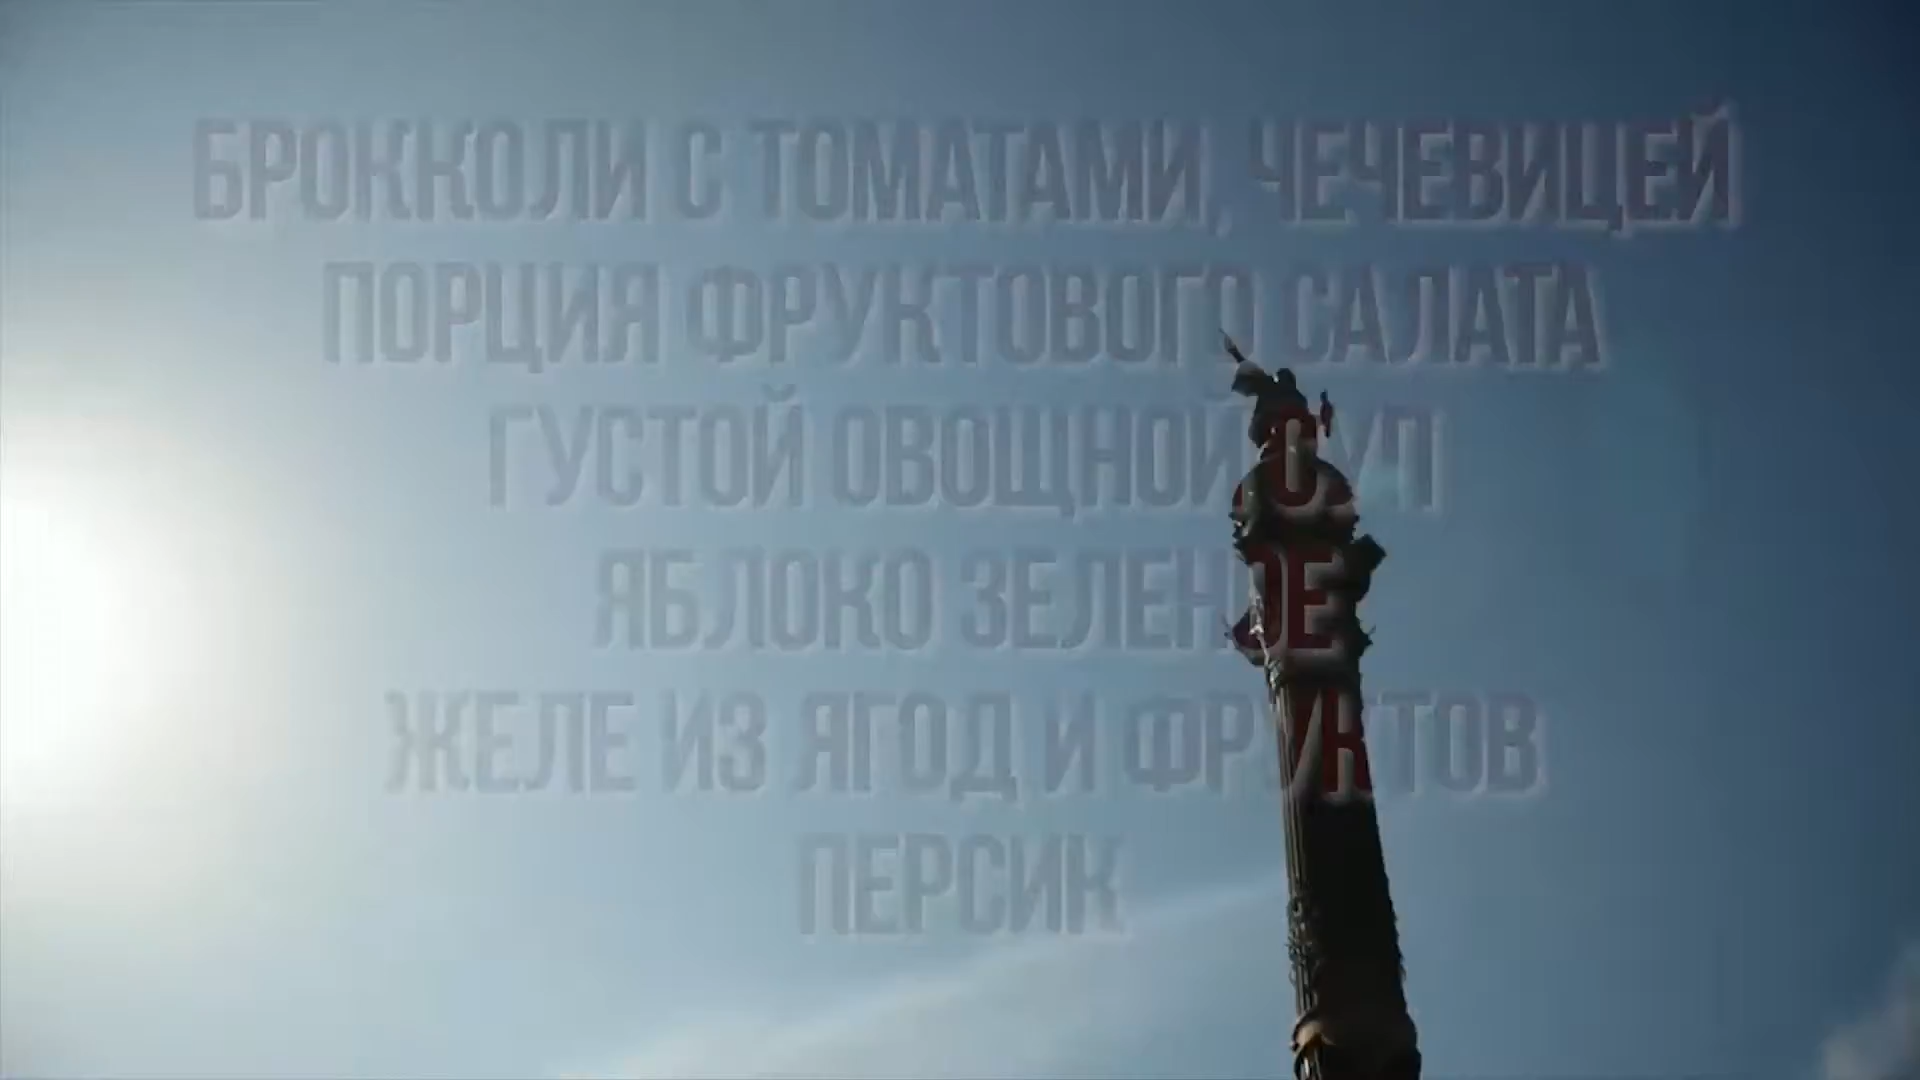 БРОККОЛИ С ТОМАТАМИ, ЧЕЧЕВИЦЕЙ
ПОРЦИЯ ФРУКТОВОГО САЛАТА
ГУСТОЙ ОВОЩНОЙ СУП
ЯБЛОКО ЗЕЛЕНОЕ
ЖЕЛЕ ИЗ ЯГОД И ФРУКТОВ
ПЕРСИК